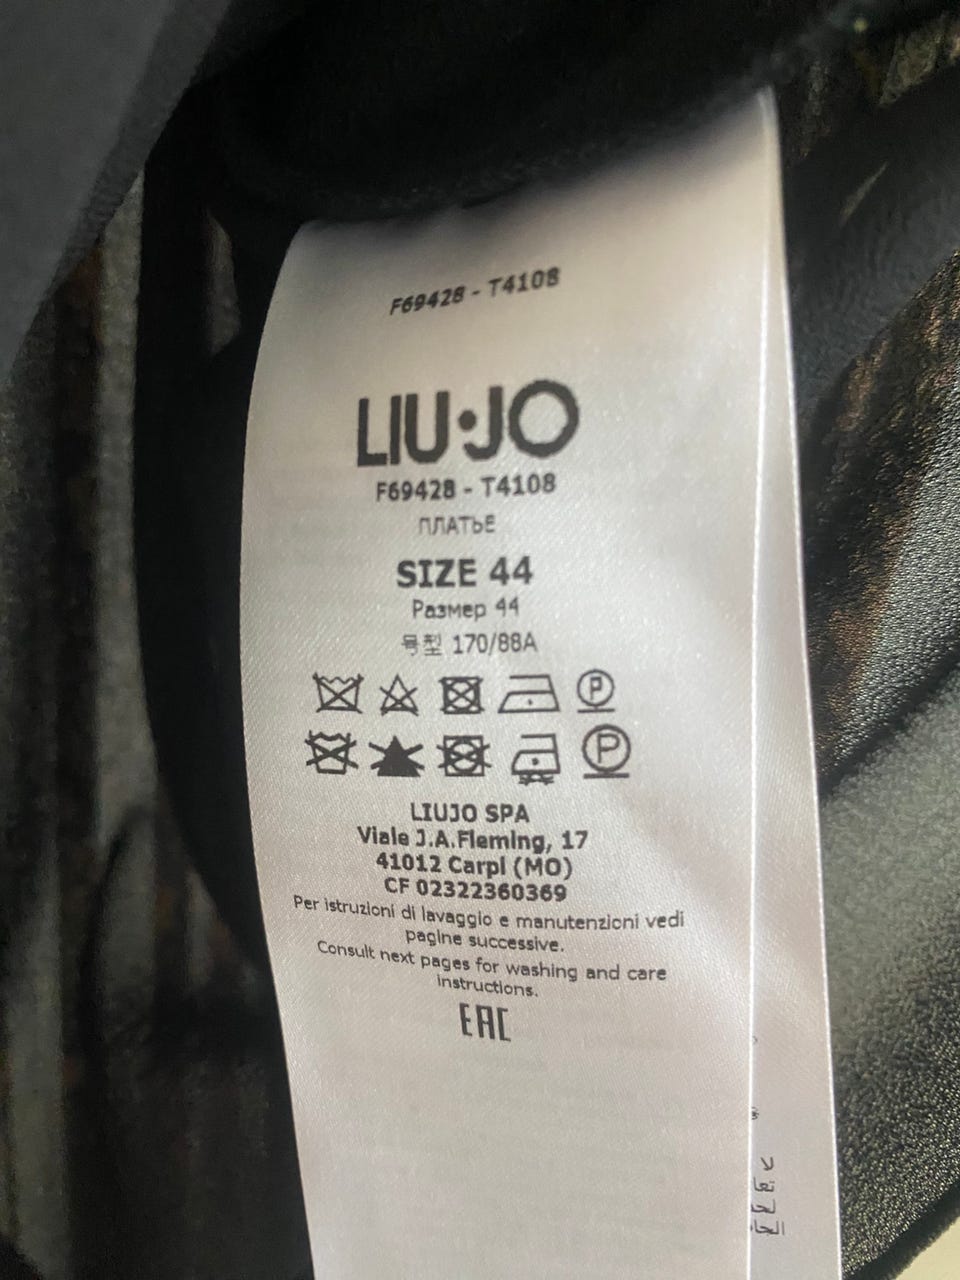 F69428 - T4108
LIU·JO
F69428 - T4108
ПЛАТЬЕ
SIZE 44
Размер 44
号型 170/88A
P
P
LIUJO SPA
Viale J.A.Fleming, 17
41012 Carpi (MO)
CF 02322360369
Per istruzioni di lavaggio e manutenzioni vedi
pagine successive.
Consult next pages for washing and care
instructions.
EAC